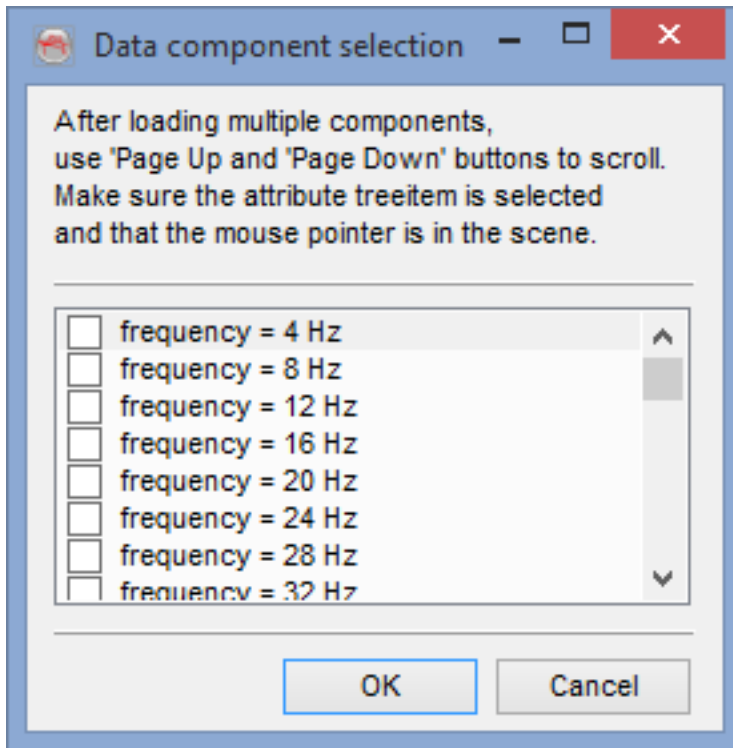 Data component selection
After loading multiple components,
use 'Page Up and 'Page Down' buttons to scroll.
Make sure the attribute treeitem is selected
and that the mouse pointer is in the scene.
frequency = 4 Hz
frequency = 8 Hz
frequency = 12 Hz
frequency = 16 Hz
frequency = 20 Hz
frequency = 24 Hz
frequency = 28 Hz
frequency = 32 Hz
OK Cancel